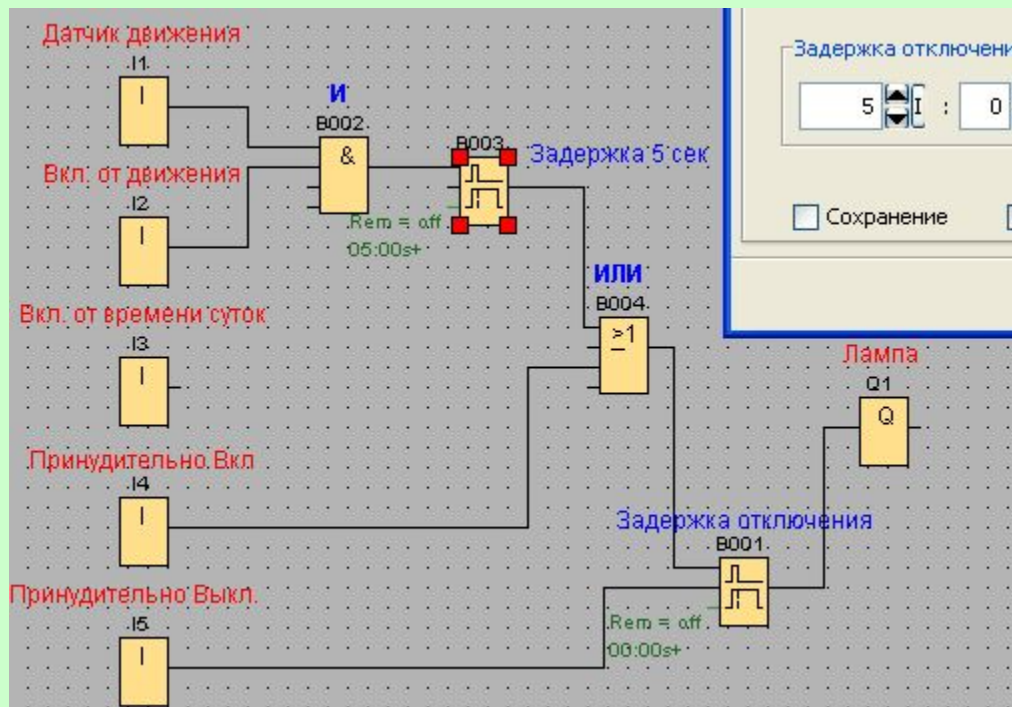 Датчик движения
I1
I
И
B002
&
B003
Задержка 5 сек
Rem = off
05:00s+
Вкл. от движения
I2
I
Вкл. от времени суток
I3
I
ИЛИ
B004
>1
Принудительно Вкл
I4
I
Принудительно Выкл.
I5
I
Задержка отключения
B001
Rem = off
00:00s+
Лампа
Q1
Q
5 : 0
Сохранение